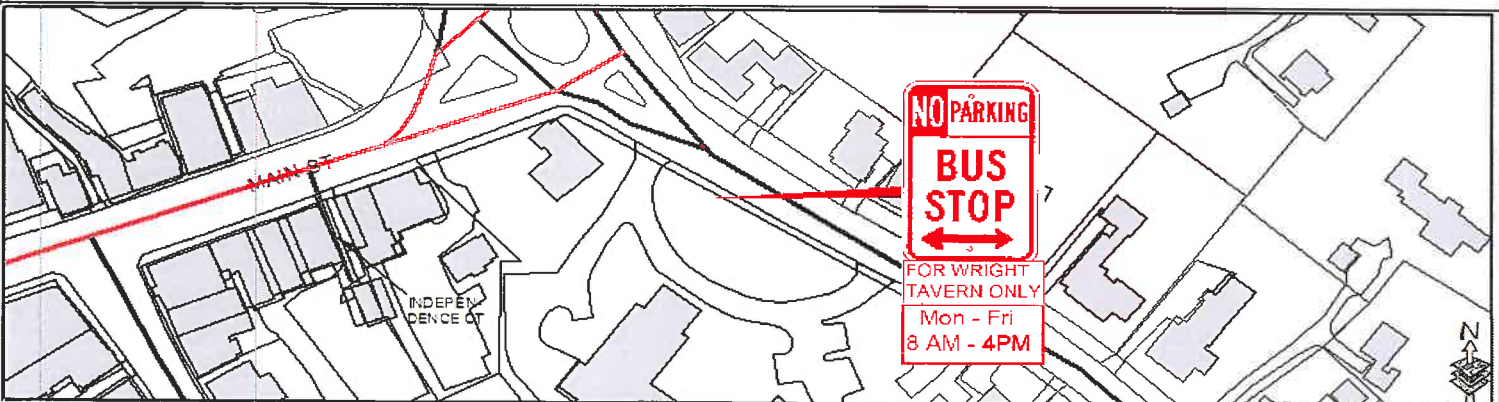 MAIN ST
INDEPEN-
DENCE CT
NO PARKING
BUS
STOP
FOR WRIGHT
TAVERN ONLY
Mon - Fri
8 AM - 4PM
N